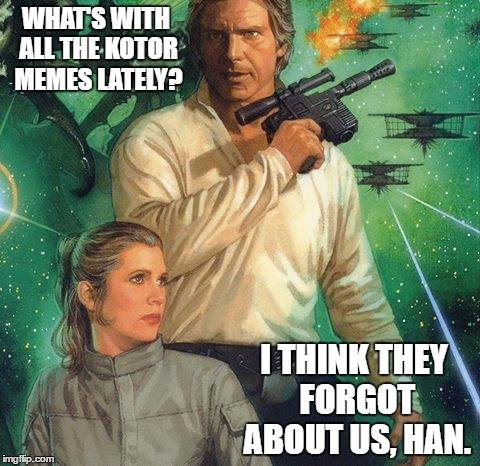 WHAT'S WITH
ALL THE KOTOR
MEMES LATELY?
I THINK THEY
FORGOT
ABOUT US, HAN.
imgflip.com